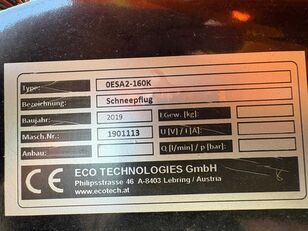 Type: 0ESA2-160K
Bezeichnung: Schneepflug
Baujahr: 2019 L Gew. [kg]:
Masch.Nr.: 1901113 U [V] / I [A]:
Anbau: Q [l/min] / p [bar]:
CE ECO TECHNOLOGIES GmbH
Philipsstrasse 46 A-8403 Lebring / Austria
www.ecotech.at